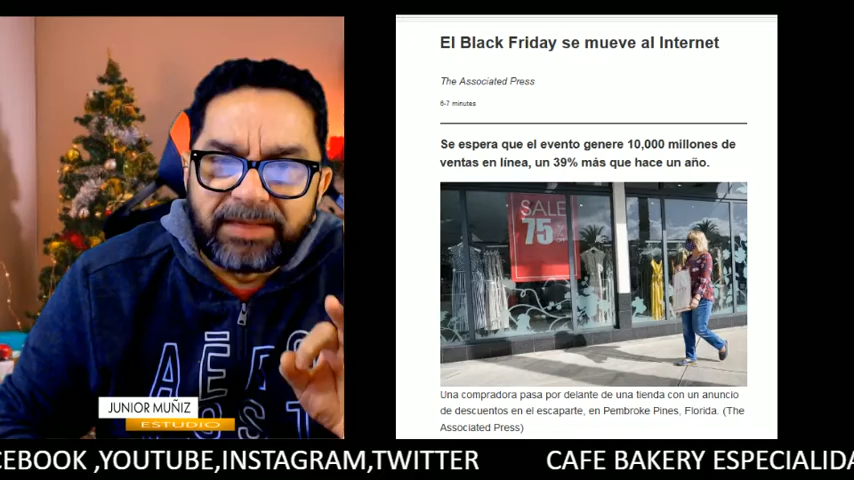 El Black Friday se mueve al Internet
The Associated Press
6-7 minutes
Se espera que el evento genere 10,000 millones de
ventas en línea, un 39% más que hace un año.
SALE
75%
Una compradora pasa por delante de una tienda con un anuncio
de descuentos en el escaparte, en Pembroke Pines, Florida. (The
Associated Press)
JUNIOR MUÑIZ
ESTUDIO
CEBOOK ,YOUTUBE,INSTAGRAM,TWITTER CAFE BAKERY ESPECIALIDA